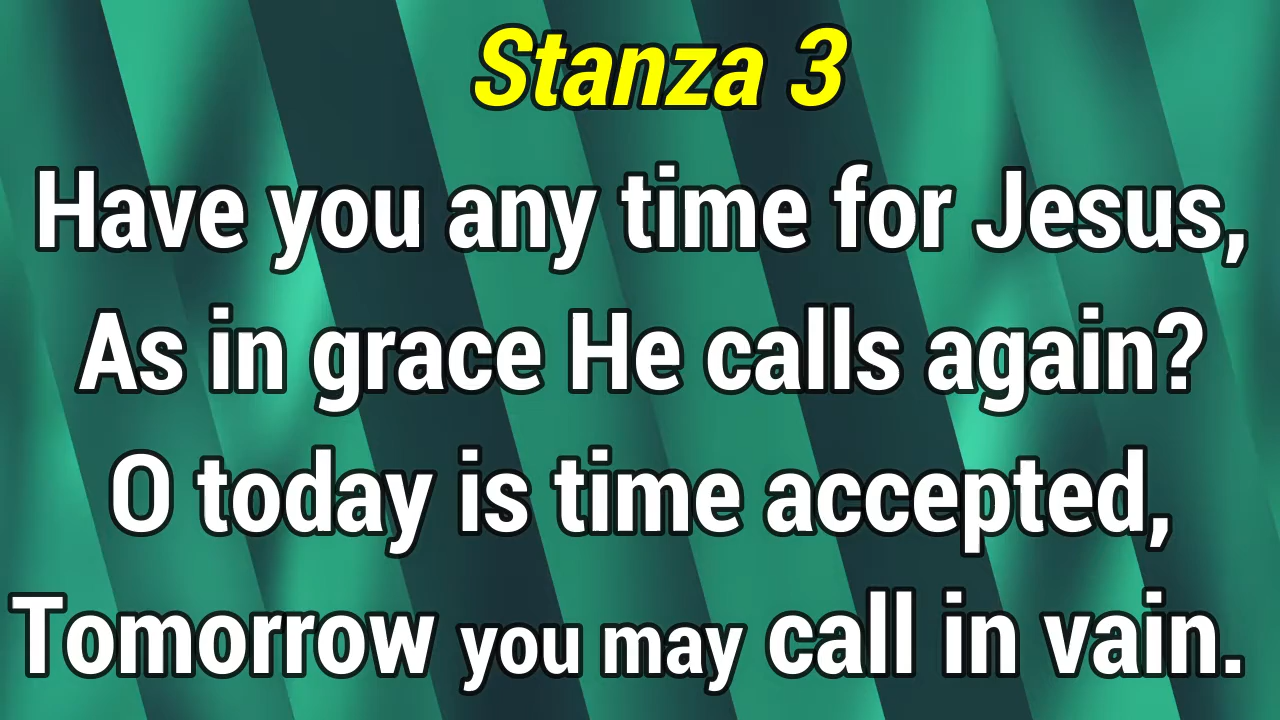 Stanza 3
Have you any time for Jesus,
As in grace He calls again?
O today is time accepted,
Tomorrow you may call in vain.